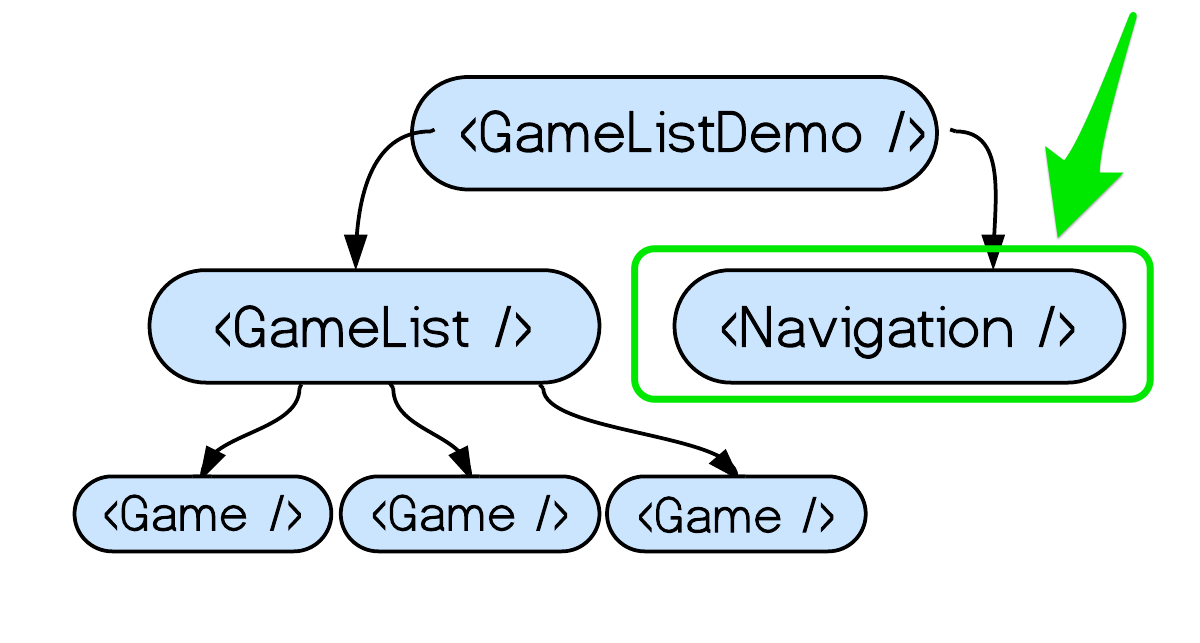 <GameListDemo />
<GameList />
<Navigation />
<Game />
<Game />
<Game />